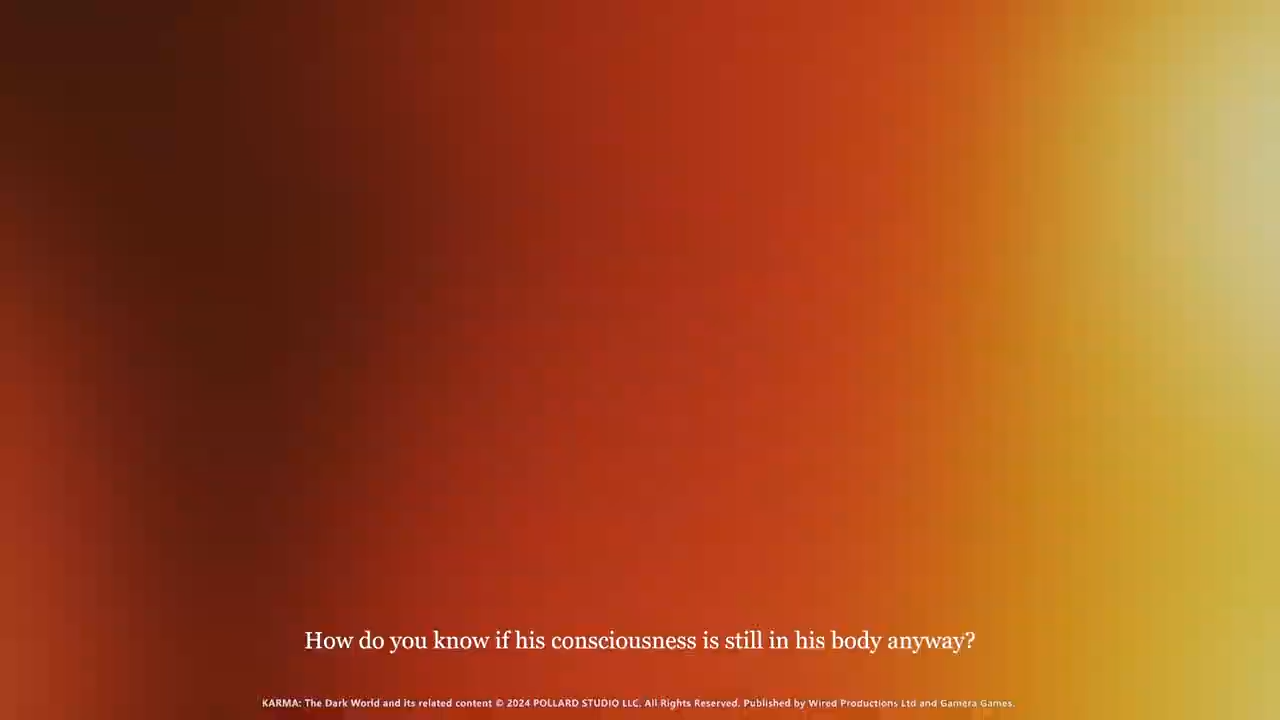 How do you know if his consciousness is still in his body anyway?
KARMA: The Dark World and its related content © 2024 POLLARD STUDIO LLC. All Rights Reserved. Published by Wired Productions Ltd and Gamera Games.